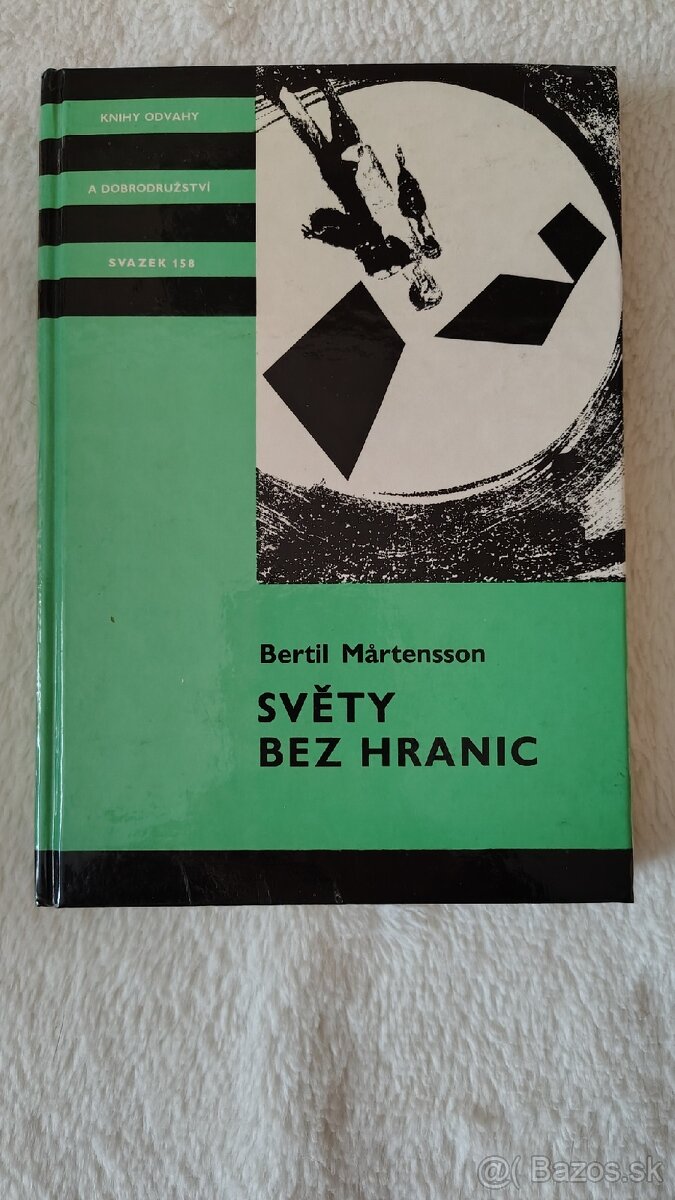 KNIHY ODVAHY
A DOBRODRUŽSTVÍ
SVAZEK 158
Bertil Mårtensson
SVĚTY
BEZ HRANIC
@( Bazos.sk